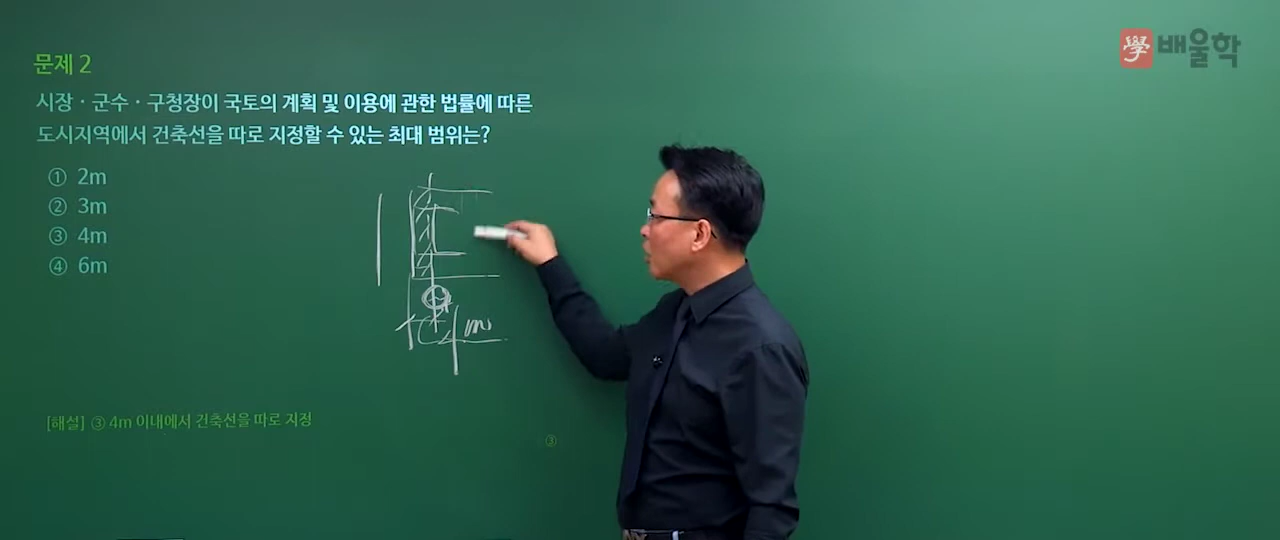 學 배울학
문제 2
시장 · 군수 · 구청장이 국토의 계획 및 이용에 관한 법률에 따른
도시지역에서 건축선을 따로 지정할 수 있는 최대 범위는?
① 2m
② 3m
③ 4m
④ 6m
4m
[해설] ③ 4m 이내에서 건축선을 따로 지정
③